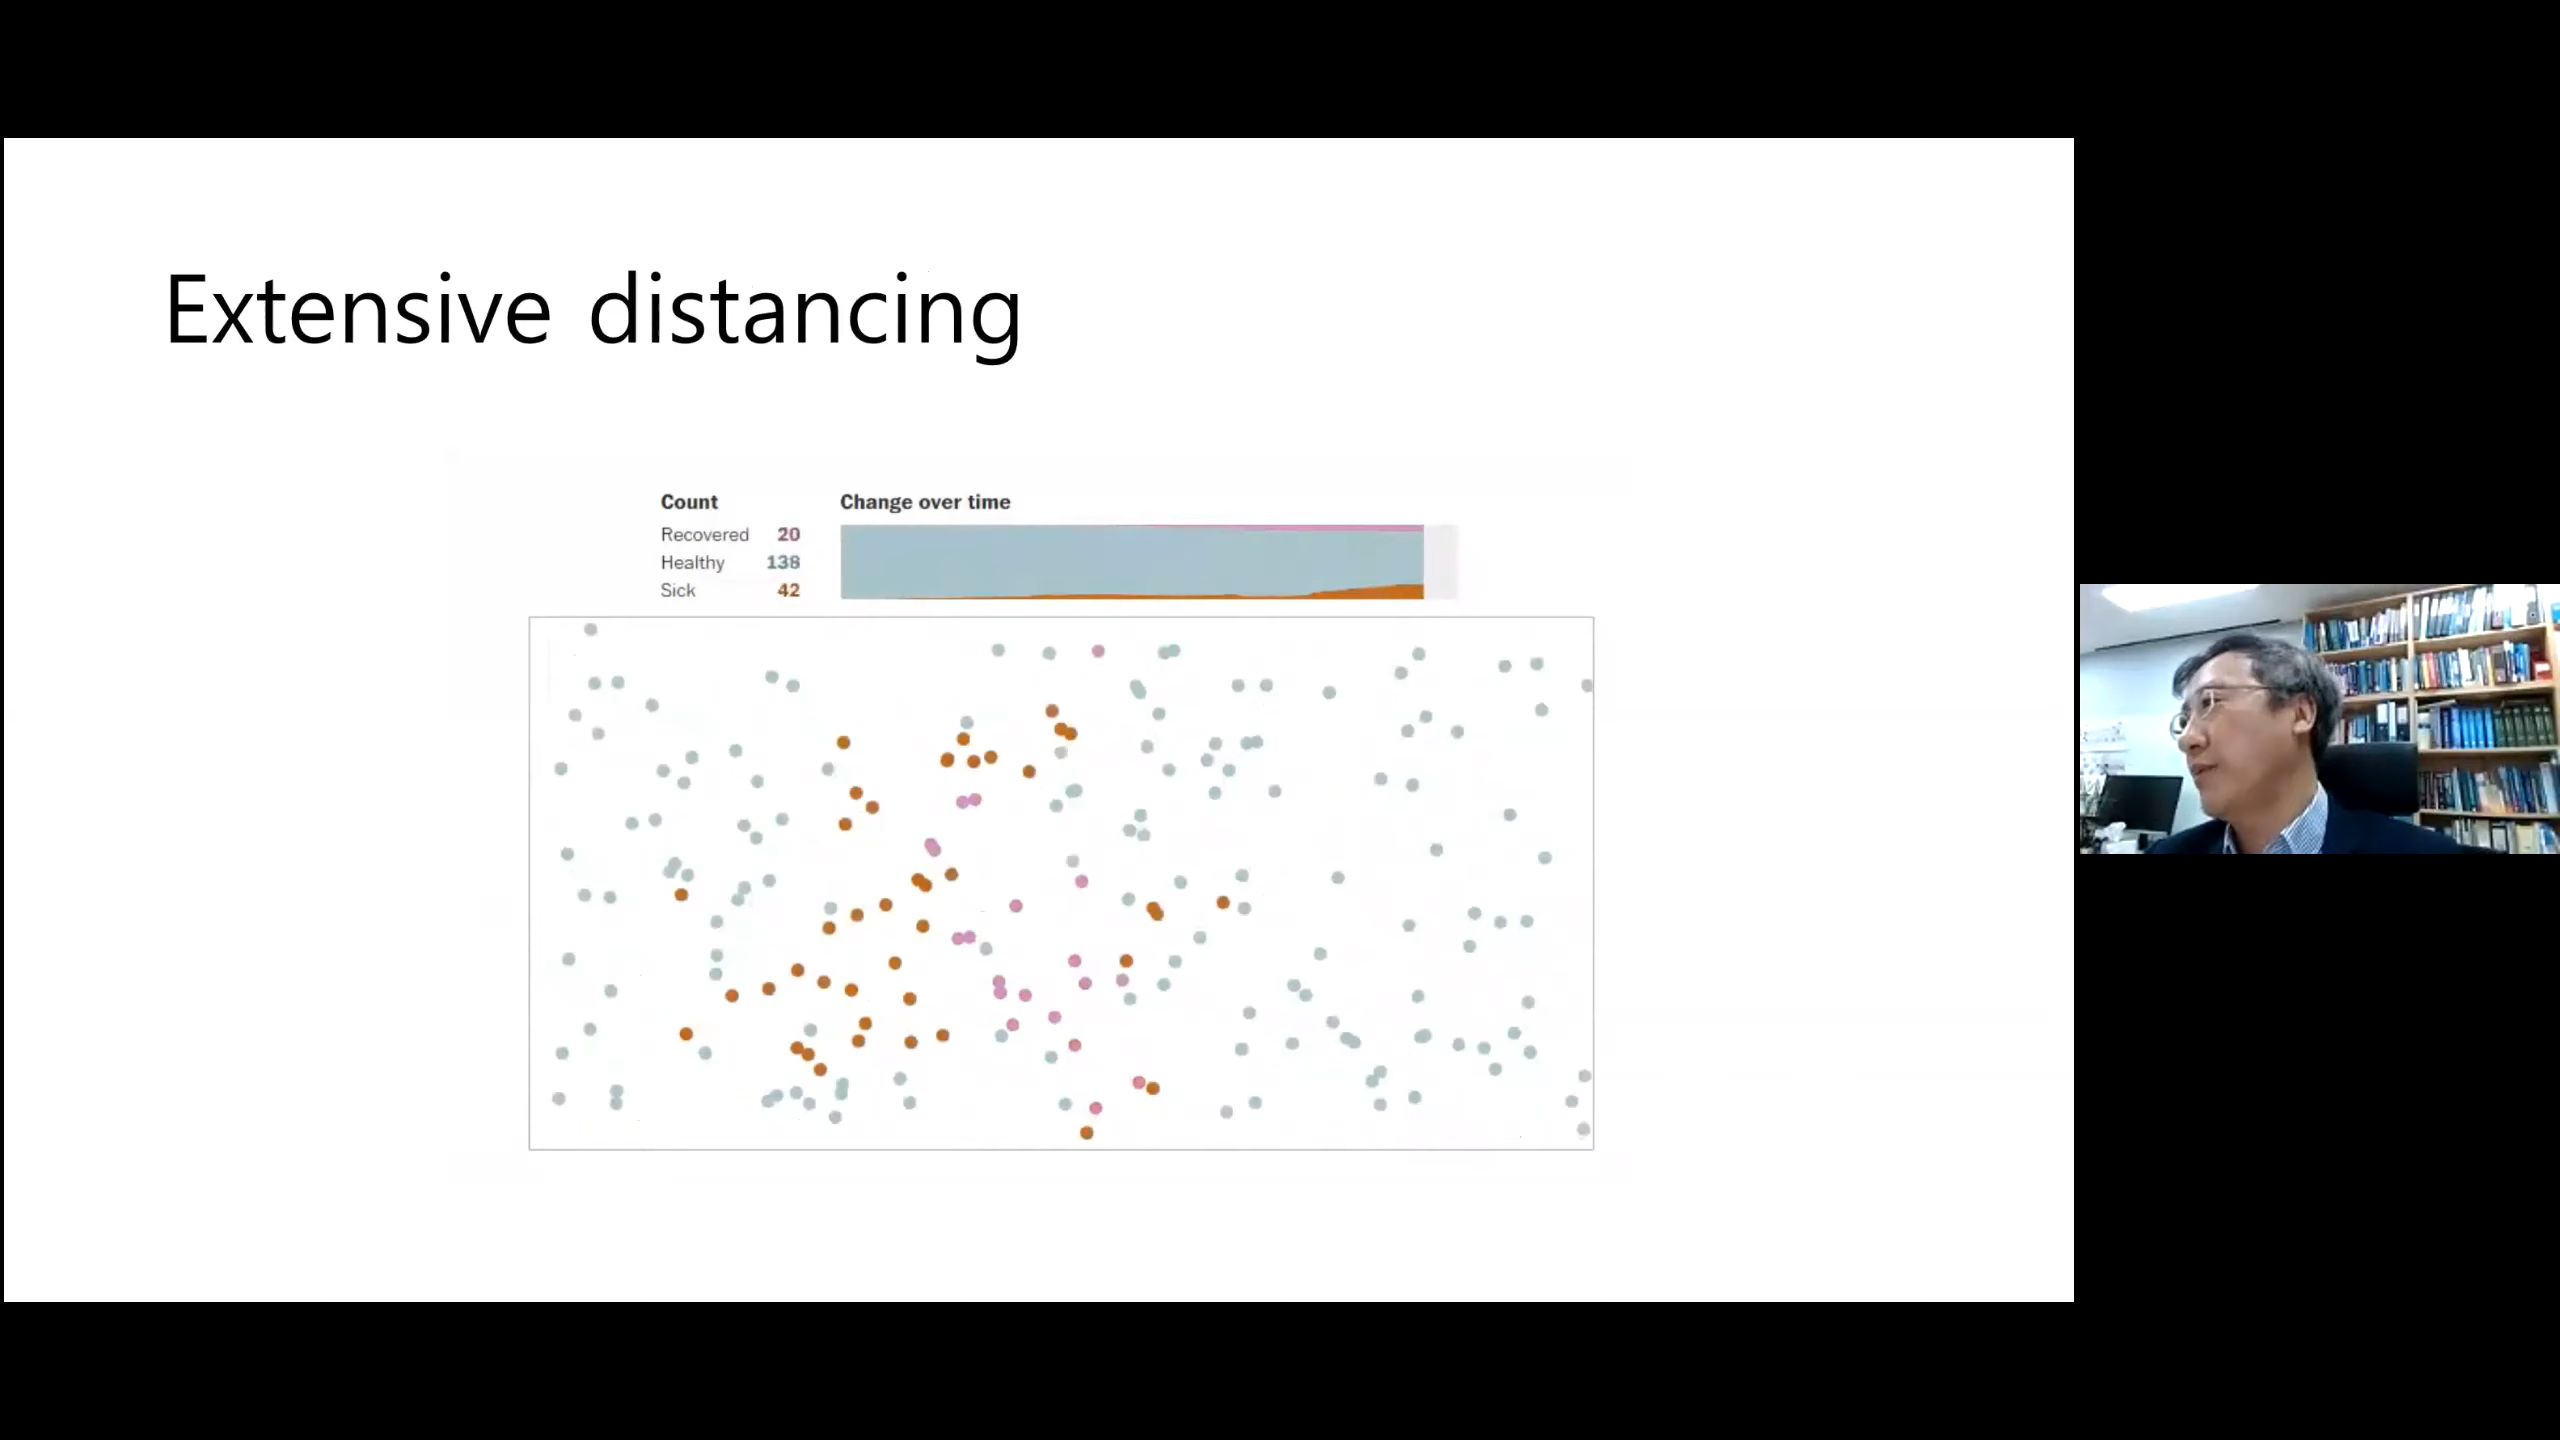 Extensive distancing
Count
Recovered 20
Healthy 138
Sick 42
Change over time